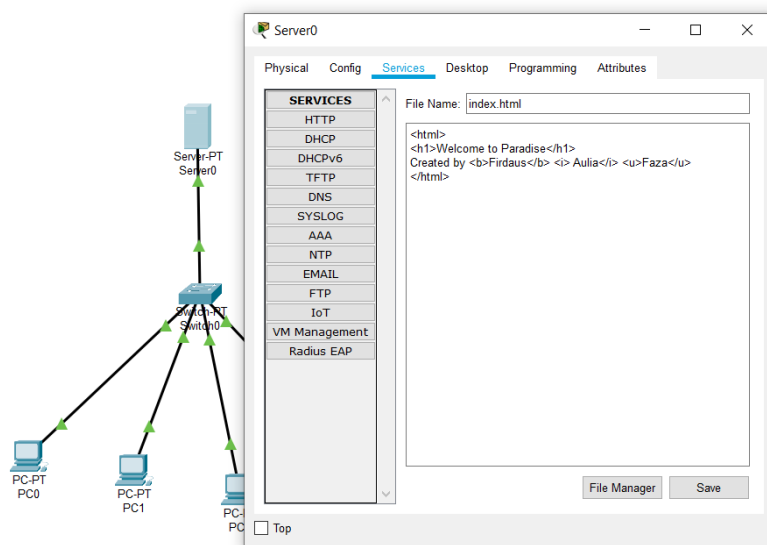 Server0
Physical Config Services Desktop Programming Attributes
SERVICES
HTTP
DHCP
DHCPv6
TFTP
DNS
SYSLOG
AAA
NTP
EMAIL
FTP
IoT
VM Management
Radius EAP
File Name: index.html
<html>
<h1>Welcome to Paradise</h1>
Created by <b>Firdaus</b> <i> Aulia</i> <u>Faza</u>
</html>
File Manager Save
Top
Server-PT
Server0
Switch-PT
Switch0
PC-PT
PC0
PC-PT
PC1
PC-
PC